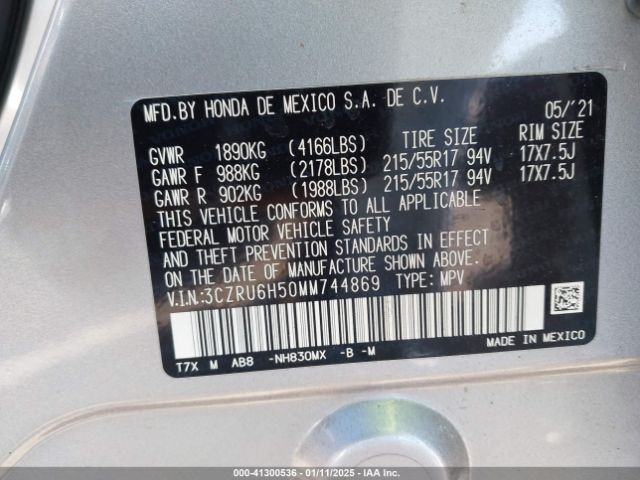 MFD.BY HONDA DE MEXICO S.A. DE C.V. 05/'21
GVWR 1890KG (4166LBS) TIRE SIZE RIM SIZE
GAWR F 988KG (2178LBS) 215/55R17 94V 17X7.5J
GAWR R 902KG (1988LBS) 215/55R17 94V 17X7.5J
THIS VEHICLE CONFORMS TO ALL APPLICABLE
FEDERAL MOTOR VEHICLE SAFETY
AND THEFT PREVENTION STANDARDS IN EFFECT
ON THE DATE OF MANUFACTURE SHOWN ABOVE.
V.I.N:3CZRU6H50MM744869 TYPE: MPV
T7X M AB8 -NH830MX -B -M MADE IN MEXICO
000-41300536 - 01/11/2025 - IAA Inc.